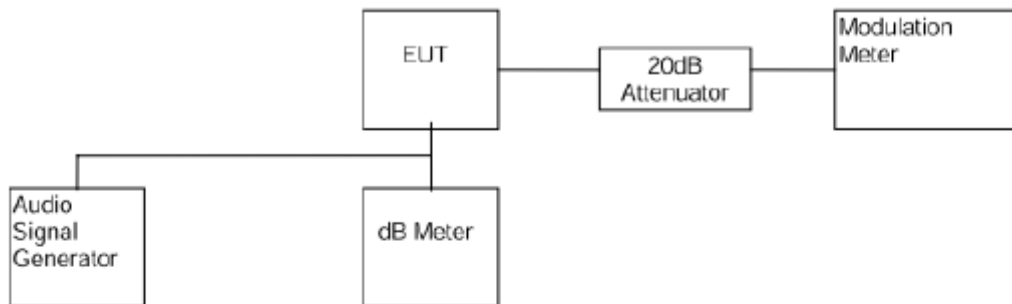 EUT
20dB
Attenuator
Modulation
Meter
Audio
Signal
Generator
dB Meter